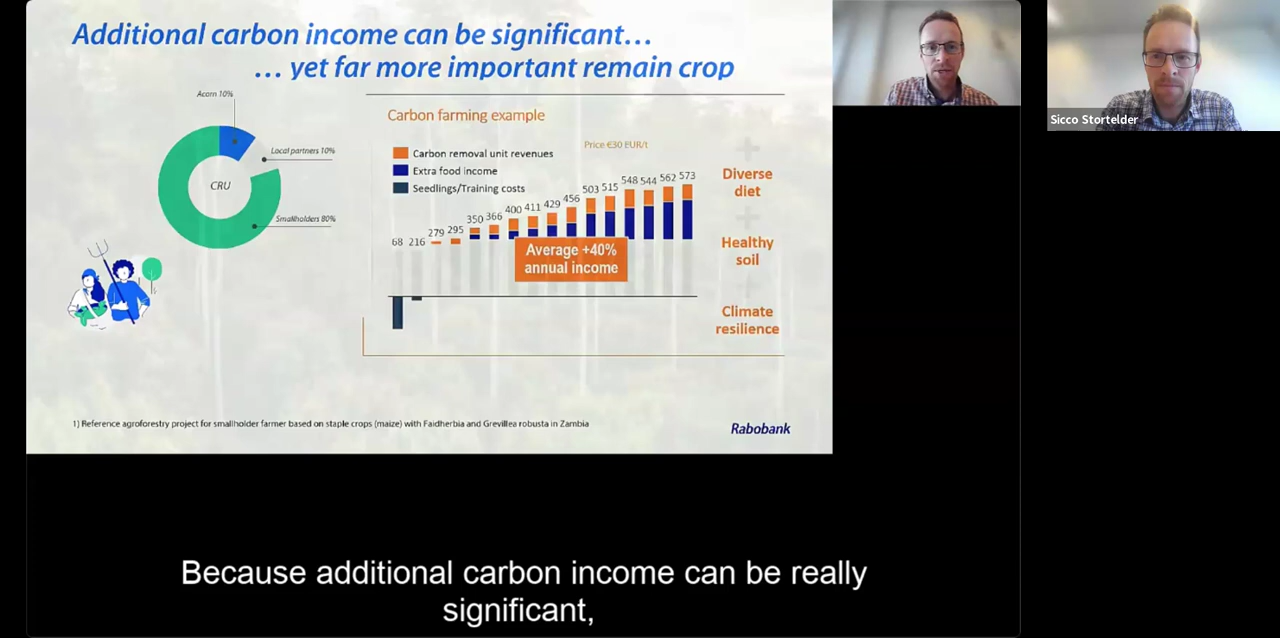 Additional carbon income can be significant…
… yet far more important remain crop
Acorn 10%
Local partners 10%
CRU
Smallholders 80%
Carbon farming example
Price €30 EUR/t
Carbon removal unit revenues
Extra food income
Seedlings/Training costs
68 216 279 295 350 366 400 411 429 456 503 515 548 544 562 573
Average +40%
annual income
Diverse
diet
Healthy
soil
Climate
resilience
1) Reference agroforestry project for smallholder farmer based on staple crops (maize) with Faidherbia and Grevillea robusta in Zambia
Rabobank
Sicco Stortelder
Because additional carbon income can be really
significant,